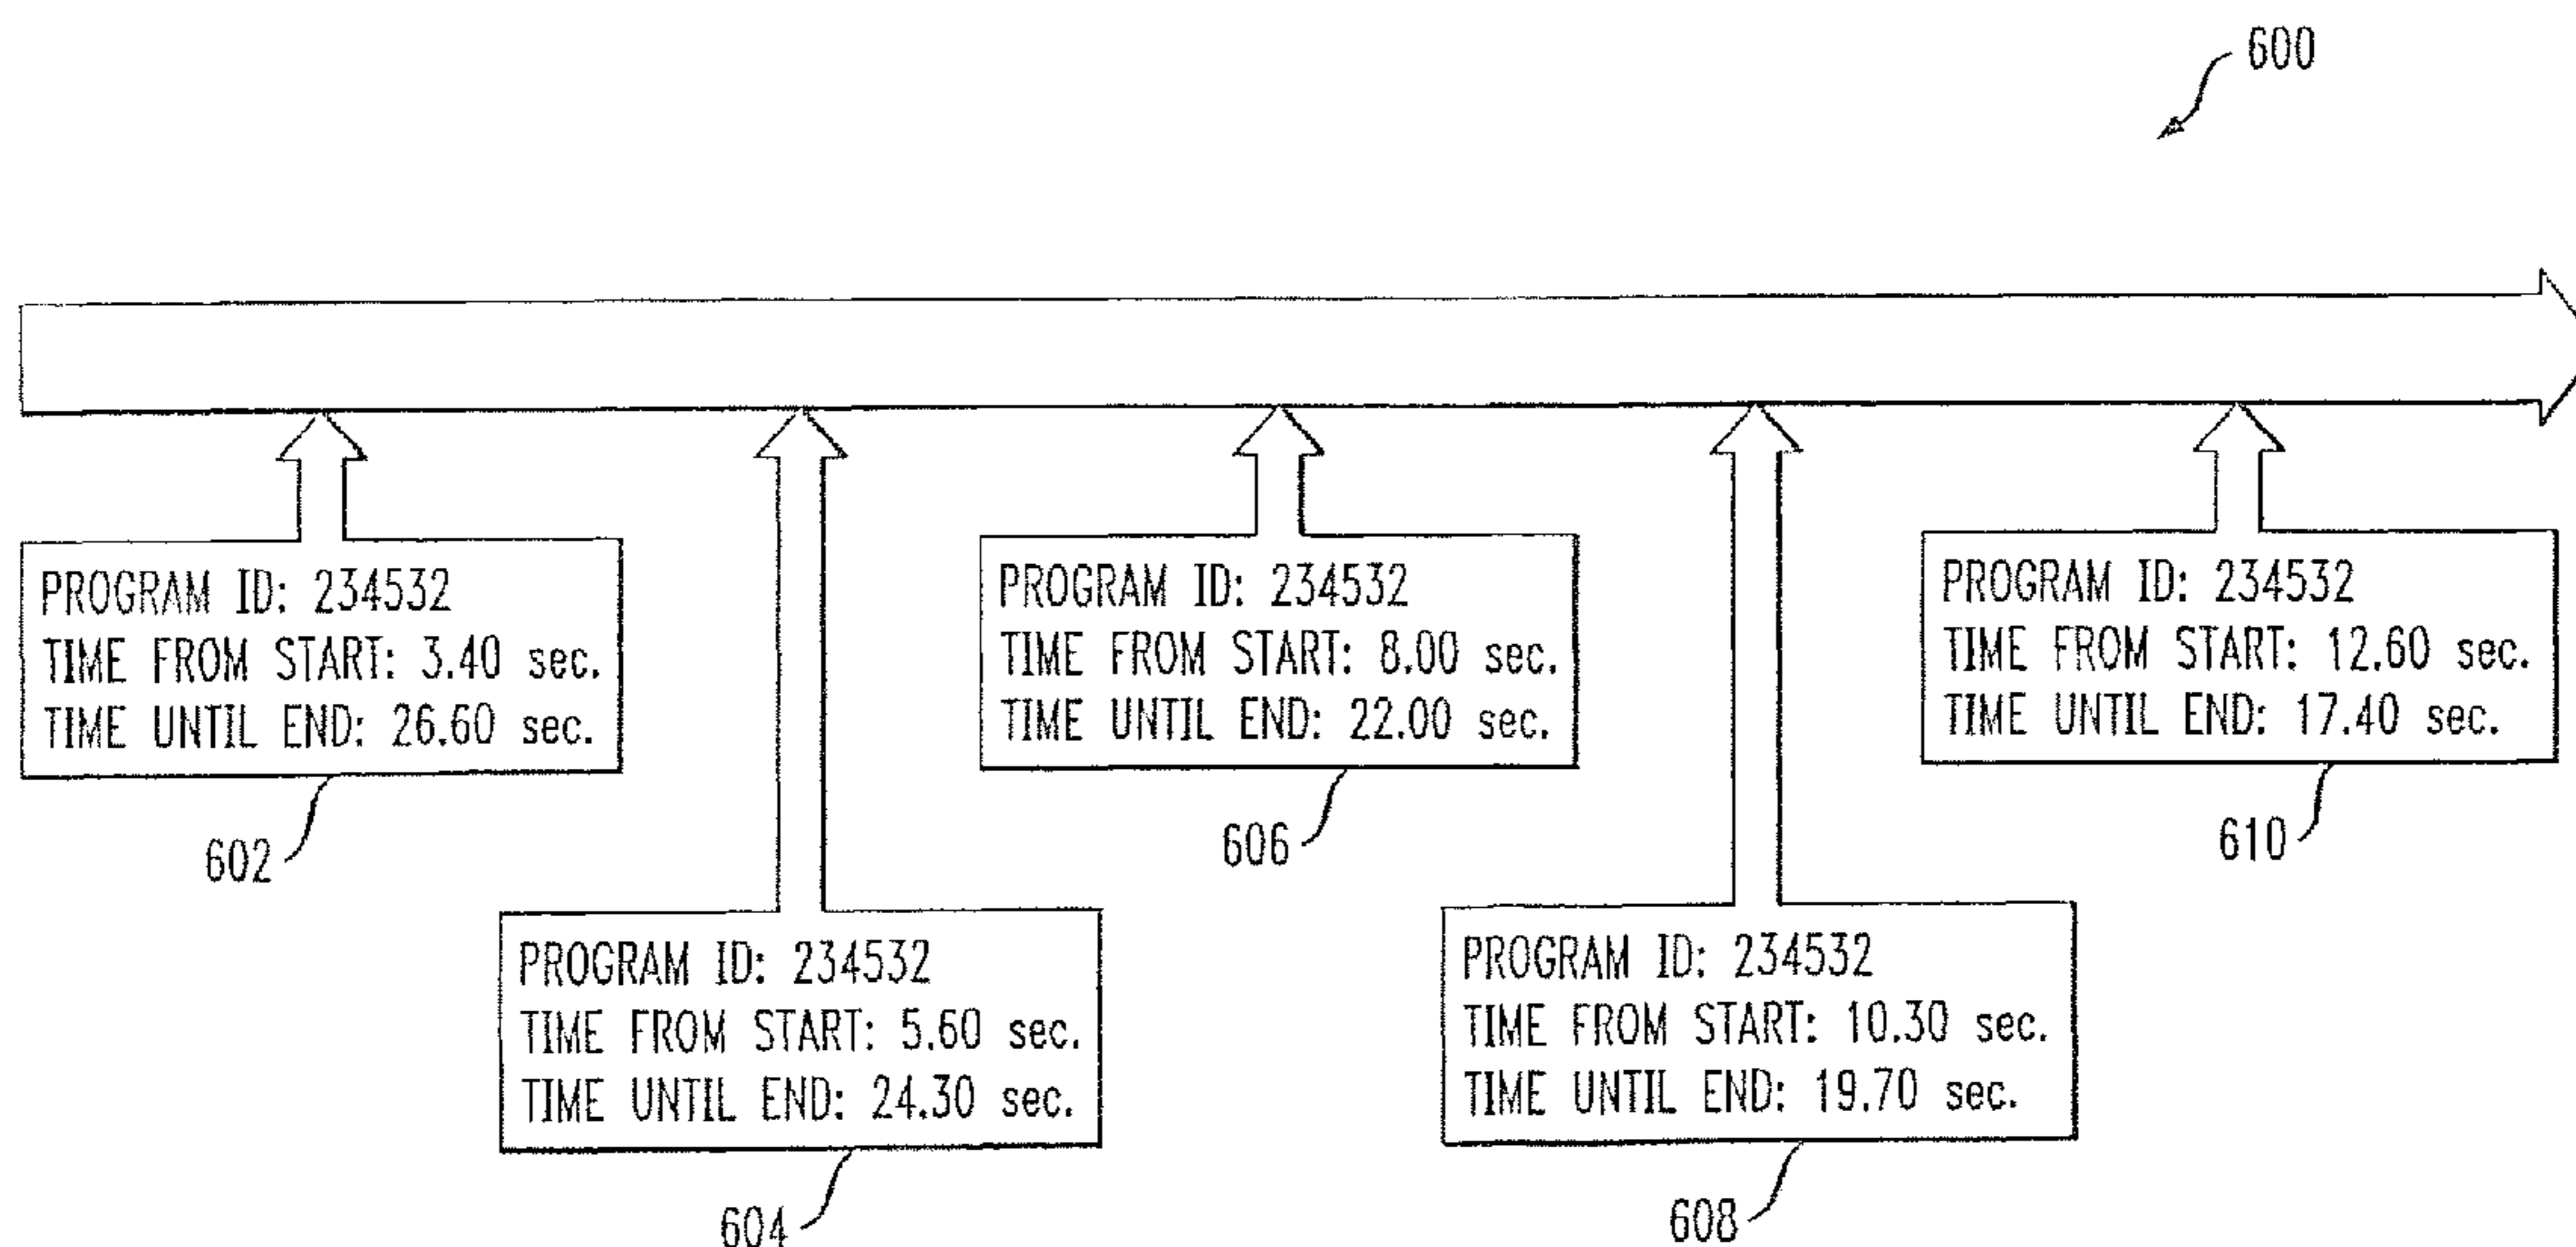 600
PROGRAM ID: 234532
TIME FROM START: 3.40 sec.
TIME UNTIL END: 26.60 sec.
602
PROGRAM ID: 234532
TIME FROM START: 5.60 sec.
TIME UNTIL END: 24.30 sec.
604
PROGRAM ID: 234532
TIME FROM START: 8.00 sec.
TIME UNTIL END: 22.00 sec.
606
PROGRAM ID: 234532
TIME FROM START: 10.30 sec.
TIME UNTIL END: 19.70 sec.
608
PROGRAM ID: 234532
TIME FROM START: 12.60 sec.
TIME UNTIL END: 17.40 sec.
610